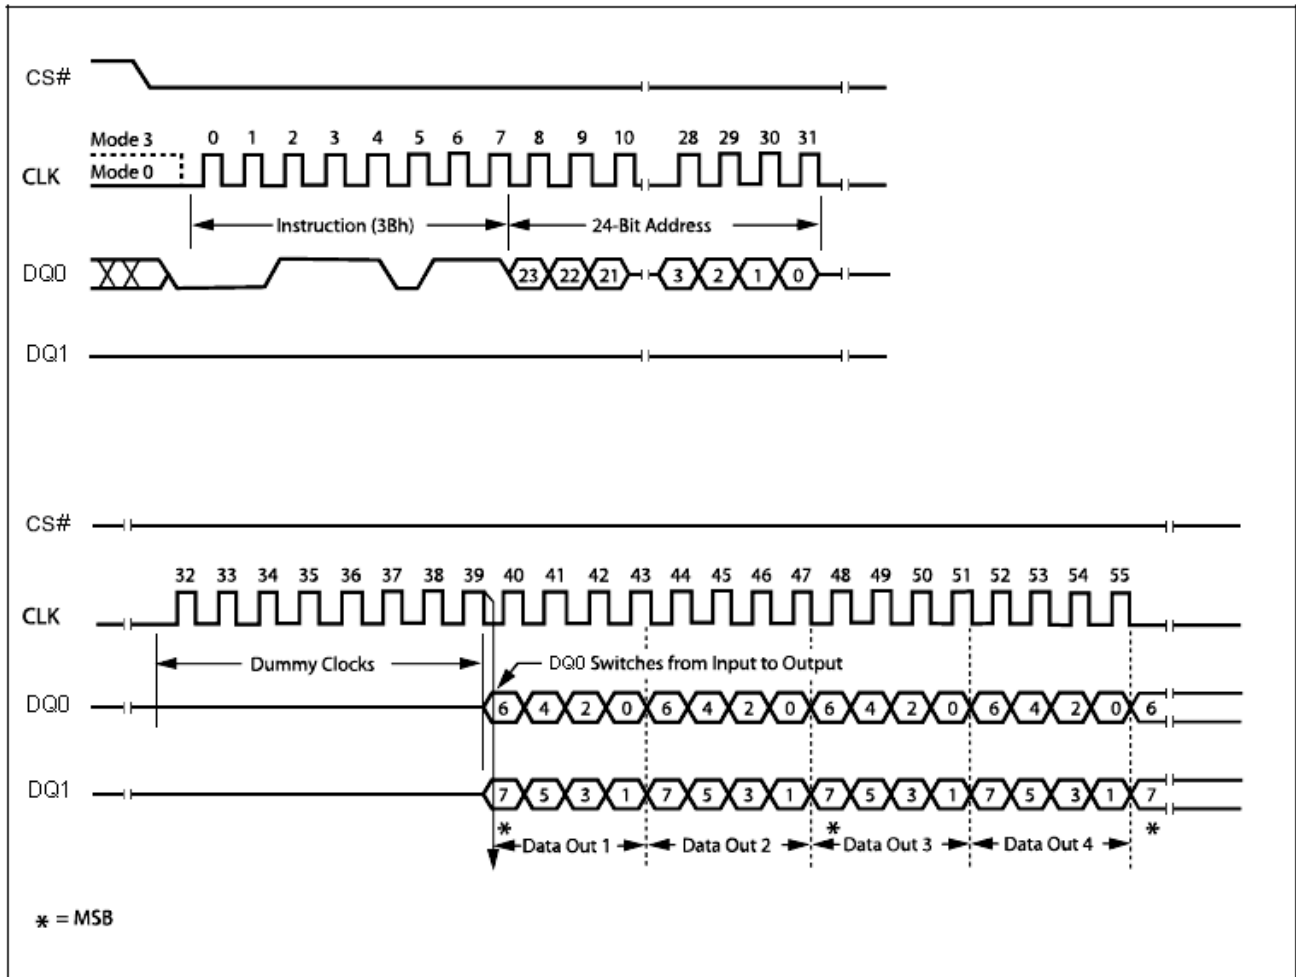 CS#
Mode 3
0 1 2 3 4 5 6 7 8 9 10 28 29 30 31
CLK
Mode 0
Instruction (3Bh)
24-Bit Address
DQ0
23 22 21 3 2 1 0
DQ1
CS#
32 33 34 35 36 37 38 39 40 41 42 43 44 45 46 47 48 49 50 51 52 53 54 55
CLK
Dummy Clocks
DQ0 Switches from Input to Output
DQ0
6 4 2 0 6 4 2 0 6 4 2 0 6 4 2 0 6
DQ1
7 5 3 1 7 5 3 1 7 5 3 1 7 5 3 1 7
* * *
Data Out 1 Data Out 2 Data Out 3 Data Out 4
* = MSB